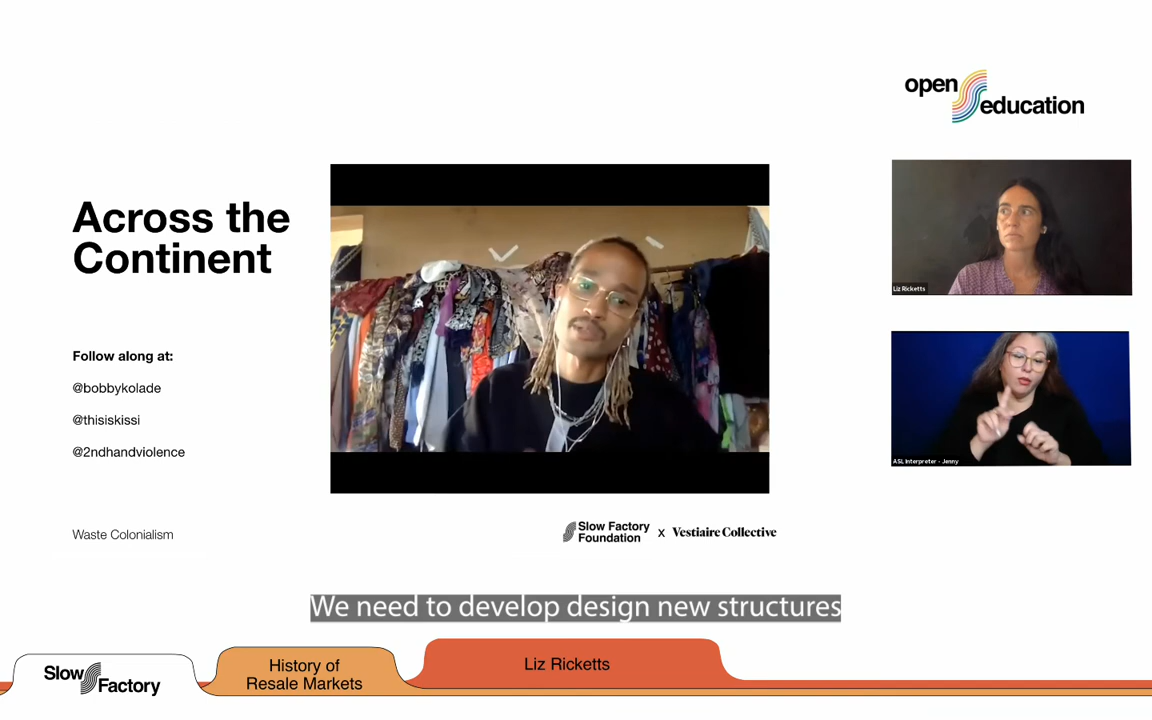 open
education
Across the
Continent
Follow along at:
@bobbykolade
@thisiskissi
@2ndhandviolence
Liz Ricketts
ASL Interpreter - Jenny
Waste Colonialism
Slow Factory
Foundation
x
Vestiaire Collective
We need to develop design new structures
Slow
Factory
History of
Resale Markets
Liz Ricketts